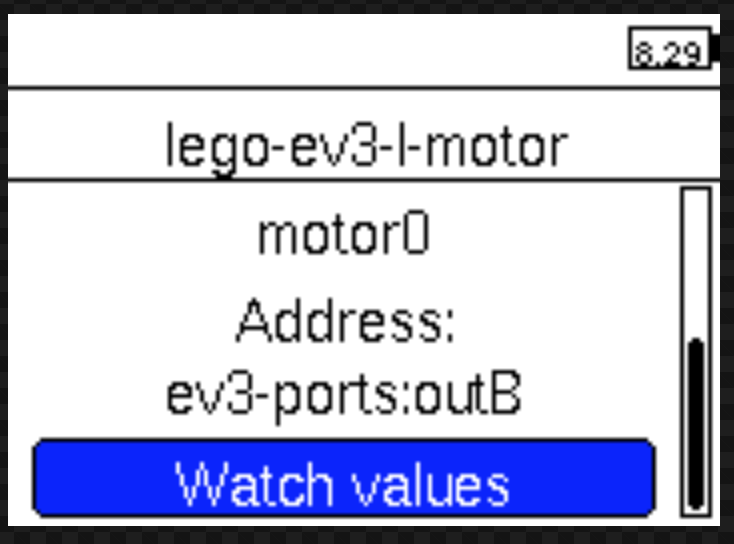 8.29
lego-ev3-l-motor
motor0
Address:
ev3-ports:outB
Watch values